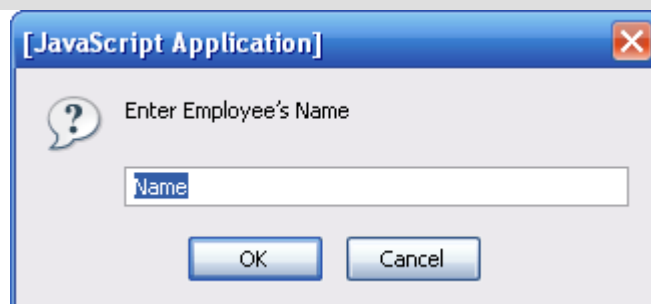 [JavaScript Application]
Enter Employee's Name
Name
OK
Cancel